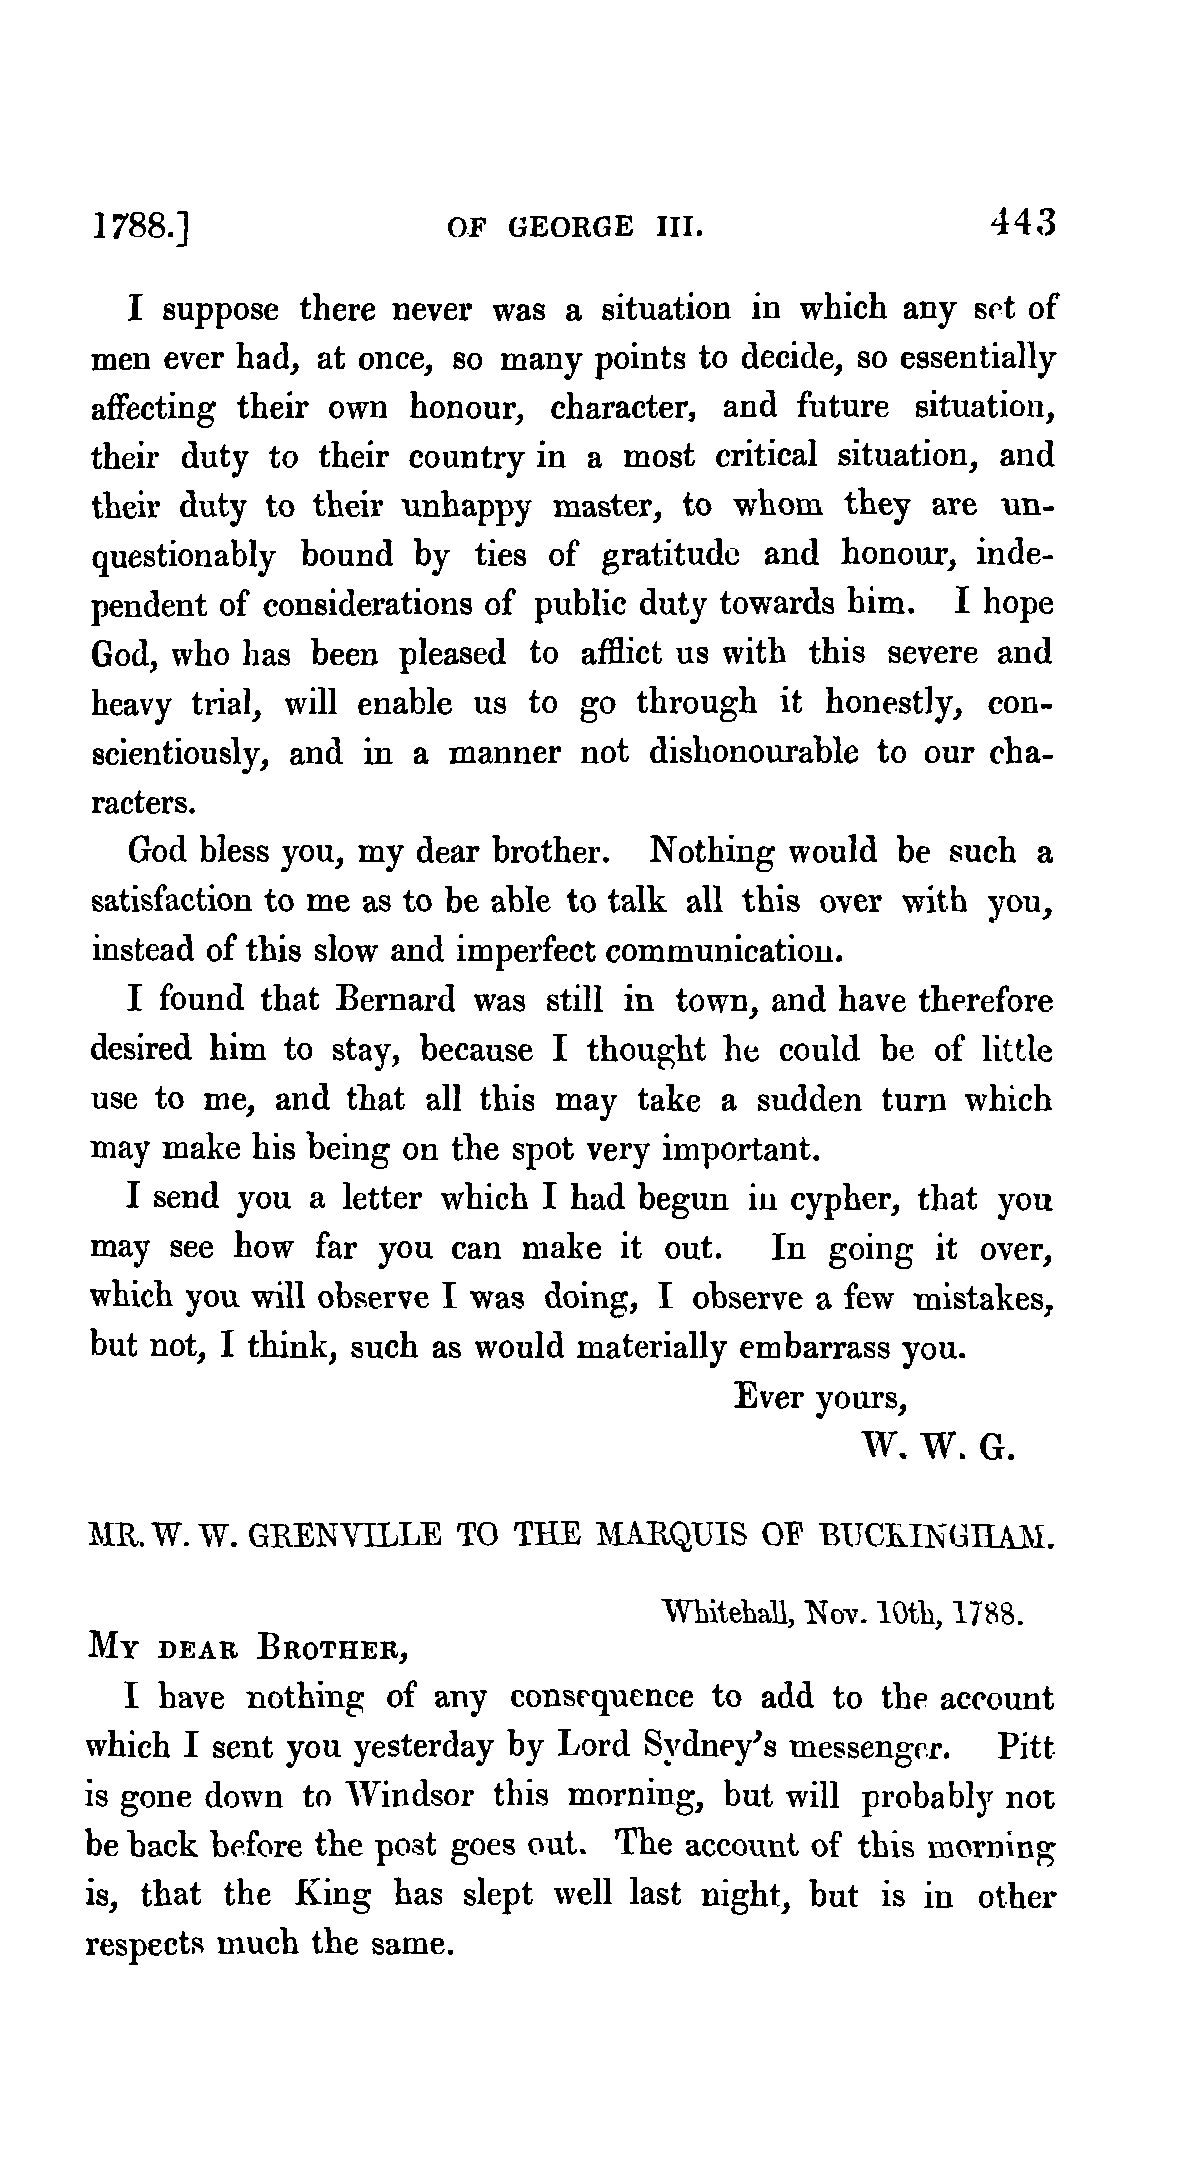 1788.] OF GEORGE III. 443
I suppose there never was a situation in which any set of
men ever had, at once, so many points to decide, so essentially
affecting their own honour, character, and future situation,
their duty to their country in a most critical situation, and
their duty to their unhappy master, to whom they are un-
questionably bound by ties of gratitude and honour, inde-
pendent of considerations of public duty towards him. I hope
God, who has been pleased to afflict us with this severe and
heavy trial, will enable us to go through it honestly, con-
scientiously, and in a manner not dishonourable to our cha-
racters.
God bless you, my dear brother. Nothing would be such a
satisfaction to me as to be able to talk all this over with you,
instead of this slow and imperfect communication.
I found that Bernard was still in town, and have therefore
desired him to stay, because I thought he could be of little
use to me, and that all this may take a sudden turn which
may make his being on the spot very important.
I send you a letter which I had begun in cypher, that you
may see how far you can make it out. In going it over,
which you will observe I was doing, I observe a few mistakes,
but not, I think, such as would materially embarrass you.
Ever yours,
W. W. G.
MR. W. W. GRENVILLE TO THE MARQUIS OF BUCKINGHAM.
Whitehall, Nov. 10th, 1788.
MY DEAR BROTHER,
I have nothing of any consequence to add to the account
which I sent you yesterday by Lord Sydney's messenger. Pitt
is gone down to Windsor this morning, but will probably not
be back before the post goes out. The account of this morning
is, that the King has slept well last night, but is in other
respects much the same.